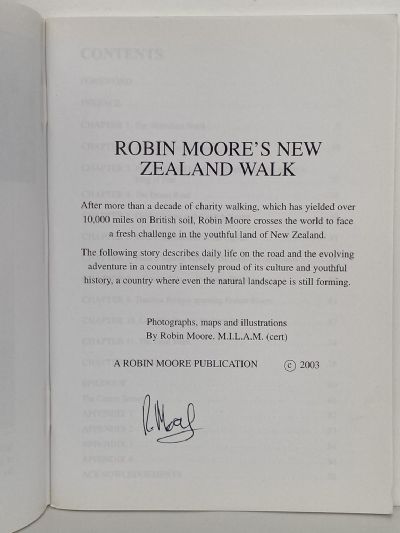 ROBIN MOORE'S NEW
ZEALAND WALK
After more than a decade of charity walking, which has yielded over
10,000 miles on British soil, Robin Moore crosses the world to face
a fresh challenge in the youthful land of New Zealand.
The following story describes daily life on the road and the evolving
adventure in a country intensely proud of its culture and youthful
history, a country where even the natural landscape is still forming.
Photographs, maps and illustrations
By Robin Moore. M.I.L.A.M. (cert)
A ROBIN MOORE PUBLICATION © 2003
R. Moore